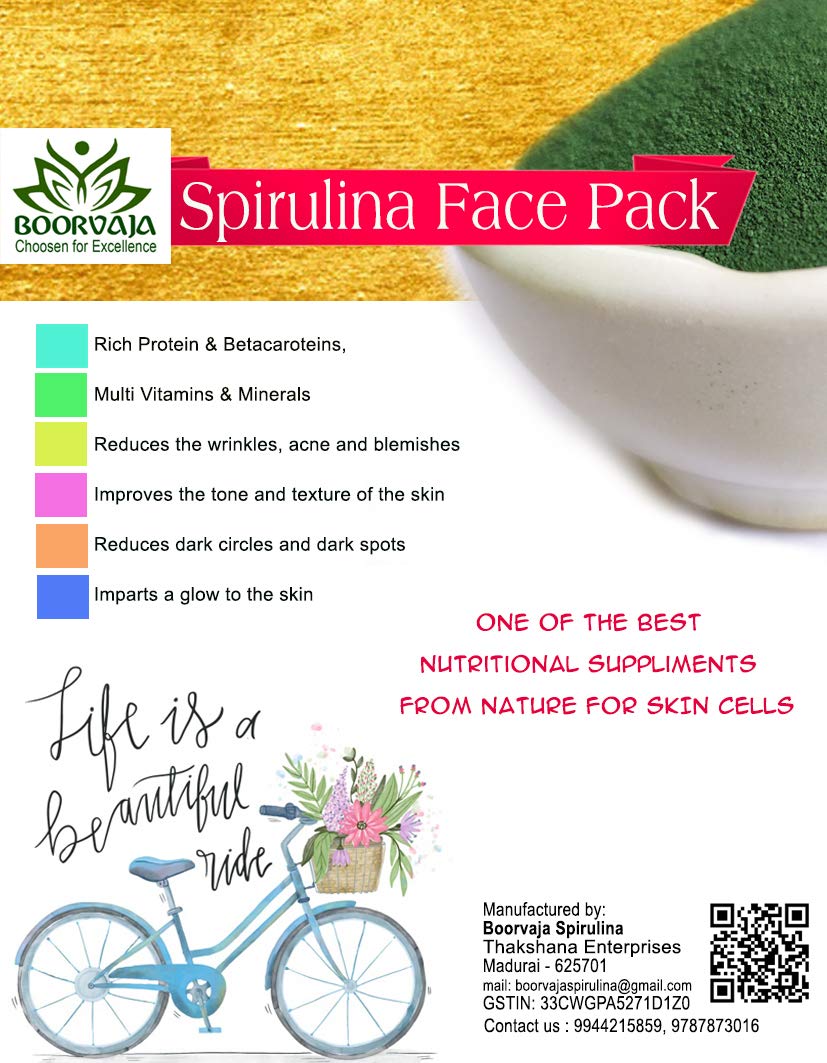 BOORVAJA
Choosen for Excellence
Spirulina Face Pack
Rich Protein & Betacaroteins,
Multi Vitamins & Minerals
Reduces the wrinkles, acne and blemishes
Improves the tone and texture of the skin
Reduces dark circles and dark spots
Imparts a glow to the skin
ONE OF THE BEST
NUTRITIONAL SUPPLIMENTS
FROM NATURE FOR SKIN CELLS
Life is a
beautiful
ride
Manufactured by:
Boorvaja Spirulina
Thakshana Enterprises
Madurai - 625701
mail: boorvajaspirulina@gmail.com
GSTIN: 33CWGPA5271D1Z0
Contact us : 9944215859, 9787873016